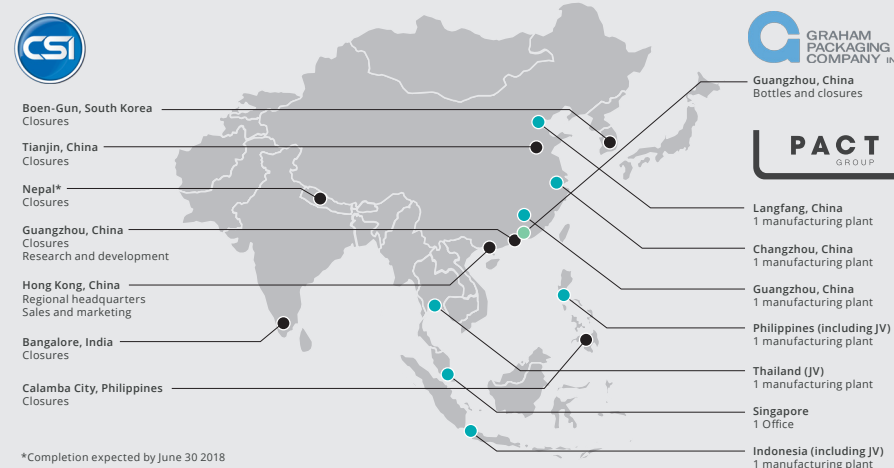 CSI
Boen-Gun, South Korea
Closures
Tianjin, China
Closures
Nepal*
Closures
Guangzhou, China
Closures
Research and development
Hong Kong, China
Regional headquarters
Sales and marketing
Bangalore, India
Closures
Calamba City, Philippines
Closures
*Completion expected by June 30 2018
GRAHAM
PACKAGING
COMPANY
Guangzhou, China
Bottles and closures
PACT
GROUP
Langfang, China
1 manufacturing plant
Changzhou, China
1 manufacturing plant
Guangzhou, China
1 manufacturing plant
Philippines (including JV)
1 manufacturing plant
Thailand (JV)
1 manufacturing plant
Singapore
1 Office
Indonesia (including JV)
1 manufacturing plant